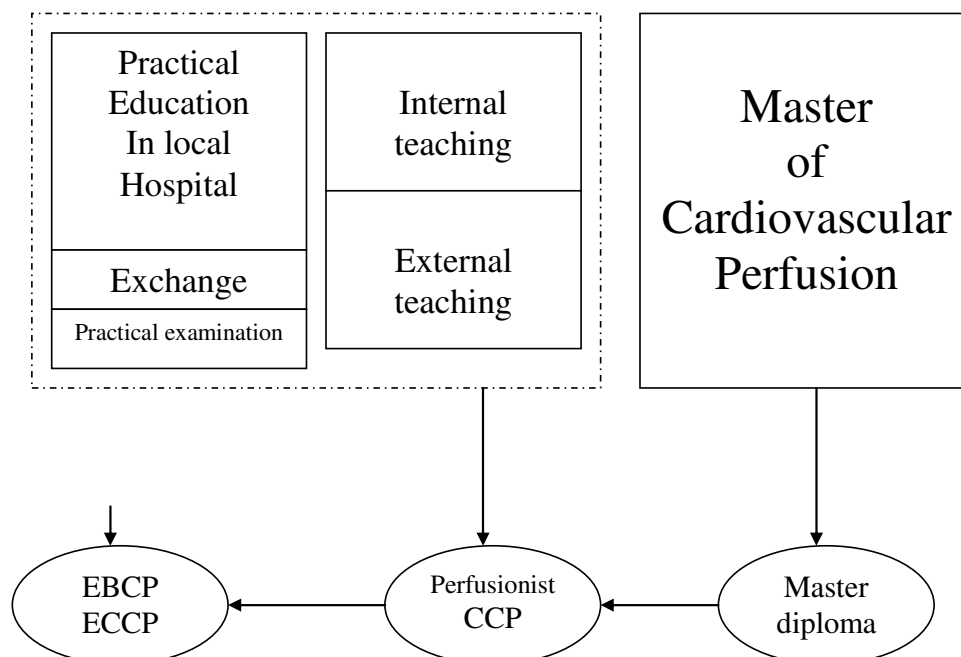 Practical
Education
In local
Hospital
Exchange
Practical examination
Internal
teaching
External
teaching
Master
of
Cardiovascular
Perfusion
EBCP
ECCP
Perfusionist
CCP
Master
diploma